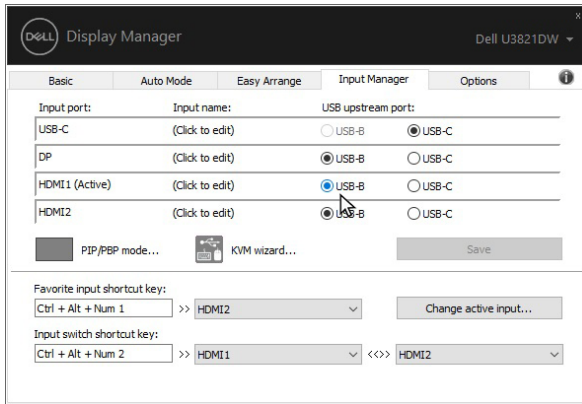 DELL Display Manager
x
Dell U3821DW
Basic Auto Mode Easy Arrange Input Manager Options i
Input port: Input name: USB upstream port:
USB-C (Click to edit) USB-B USB-C
DP (Click to edit) USB-B USB-C
HDMI1 (Active) (Click to edit) USB-B USB-C
HDMI2 (Click to edit) USB-B USB-C
PIP/PBP mode... KVM wizard... Save
Favorite input shortcut key:
Ctrl + Alt + Num 1 >> HDMI2 Change active input...
Input switch shortcut key:
Ctrl + Alt + Num 2 >> HDMI1 <<>> HDMI2